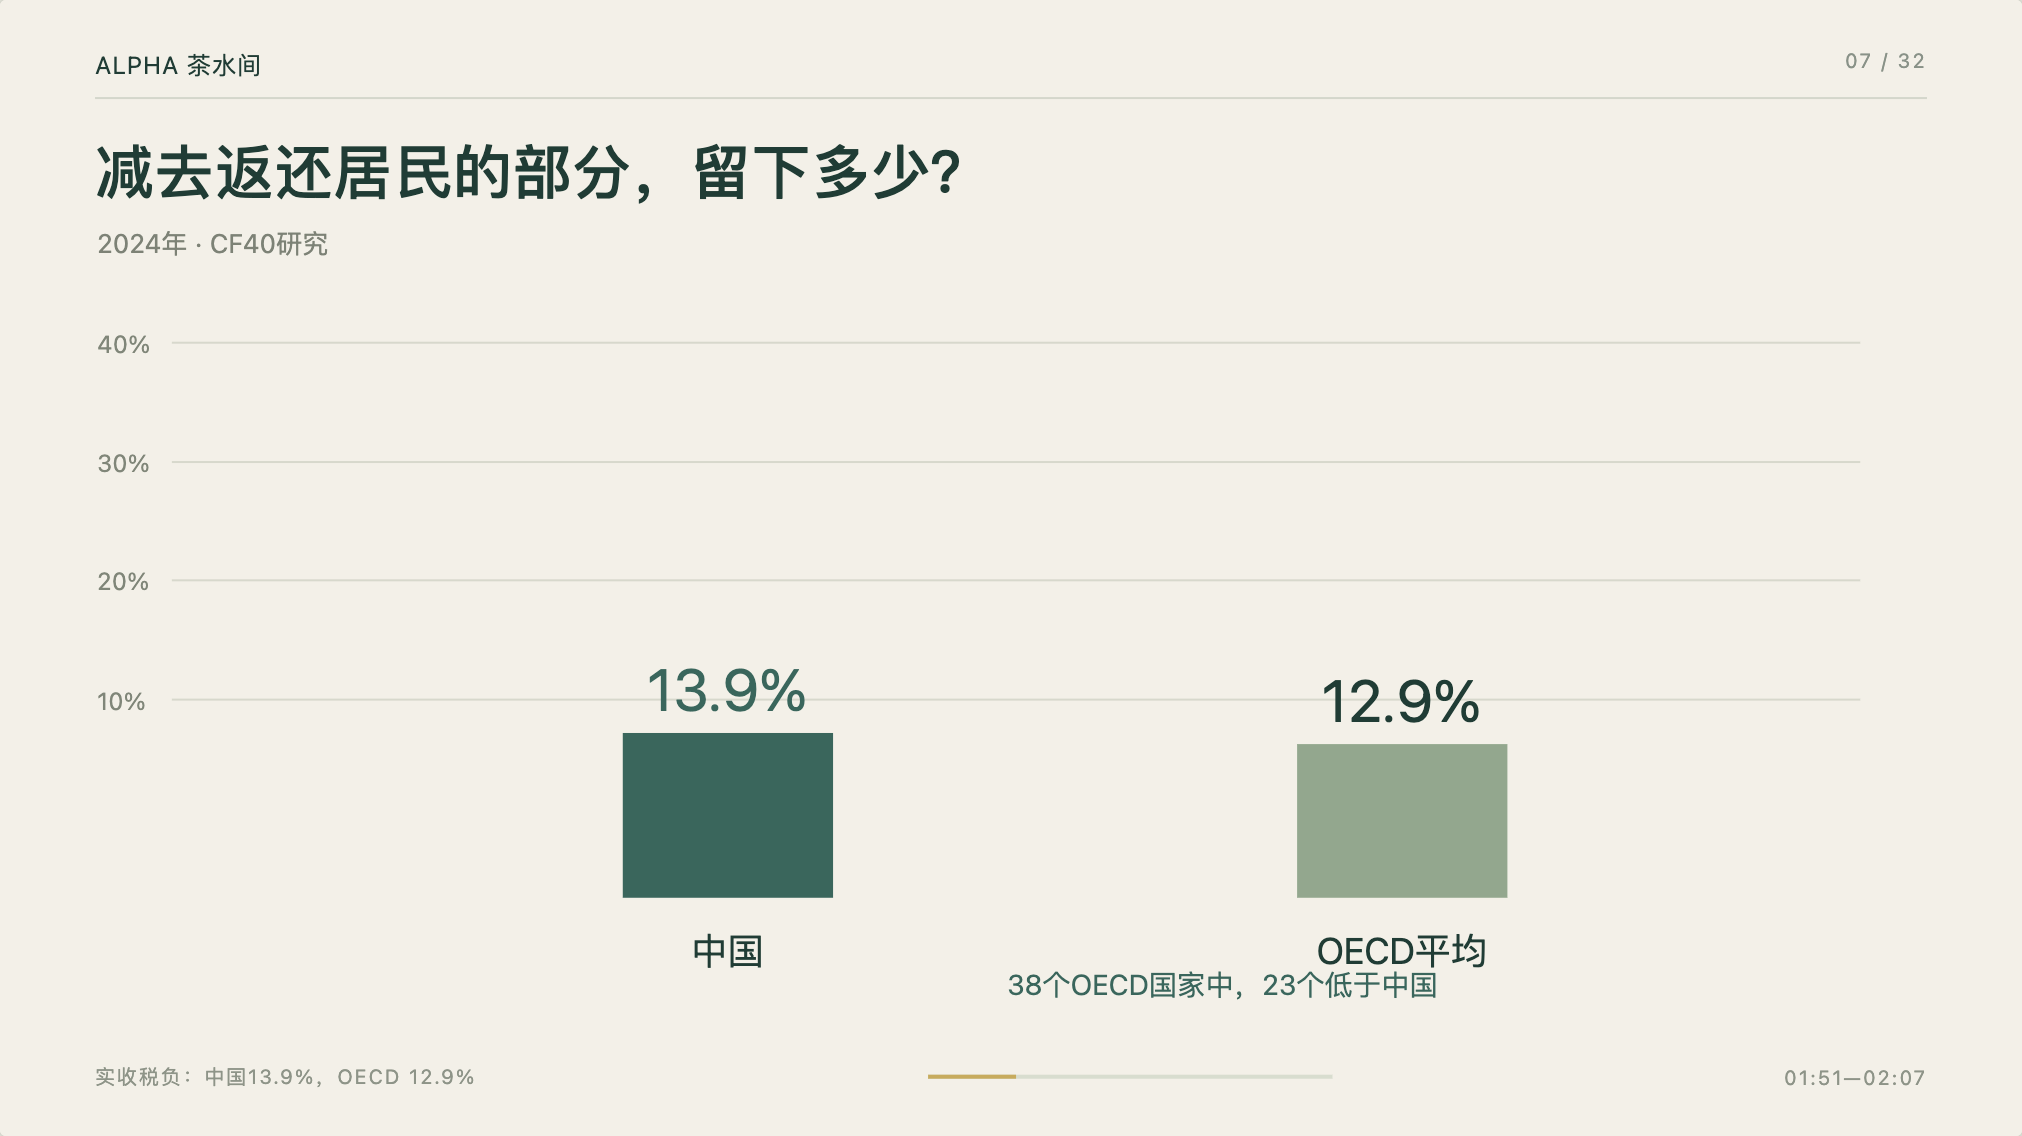 ALPHA 茶水间
07 / 32
减去返还居民的部分，留下多少?
2024年 · CF40研究
40%
30%
20%
10%
13.9%
12.9%
中国
OECD平均
38个OECD国家中，23个低于中国
实收税负：中国13.9%，OECD 12.9%
01:51—02:07